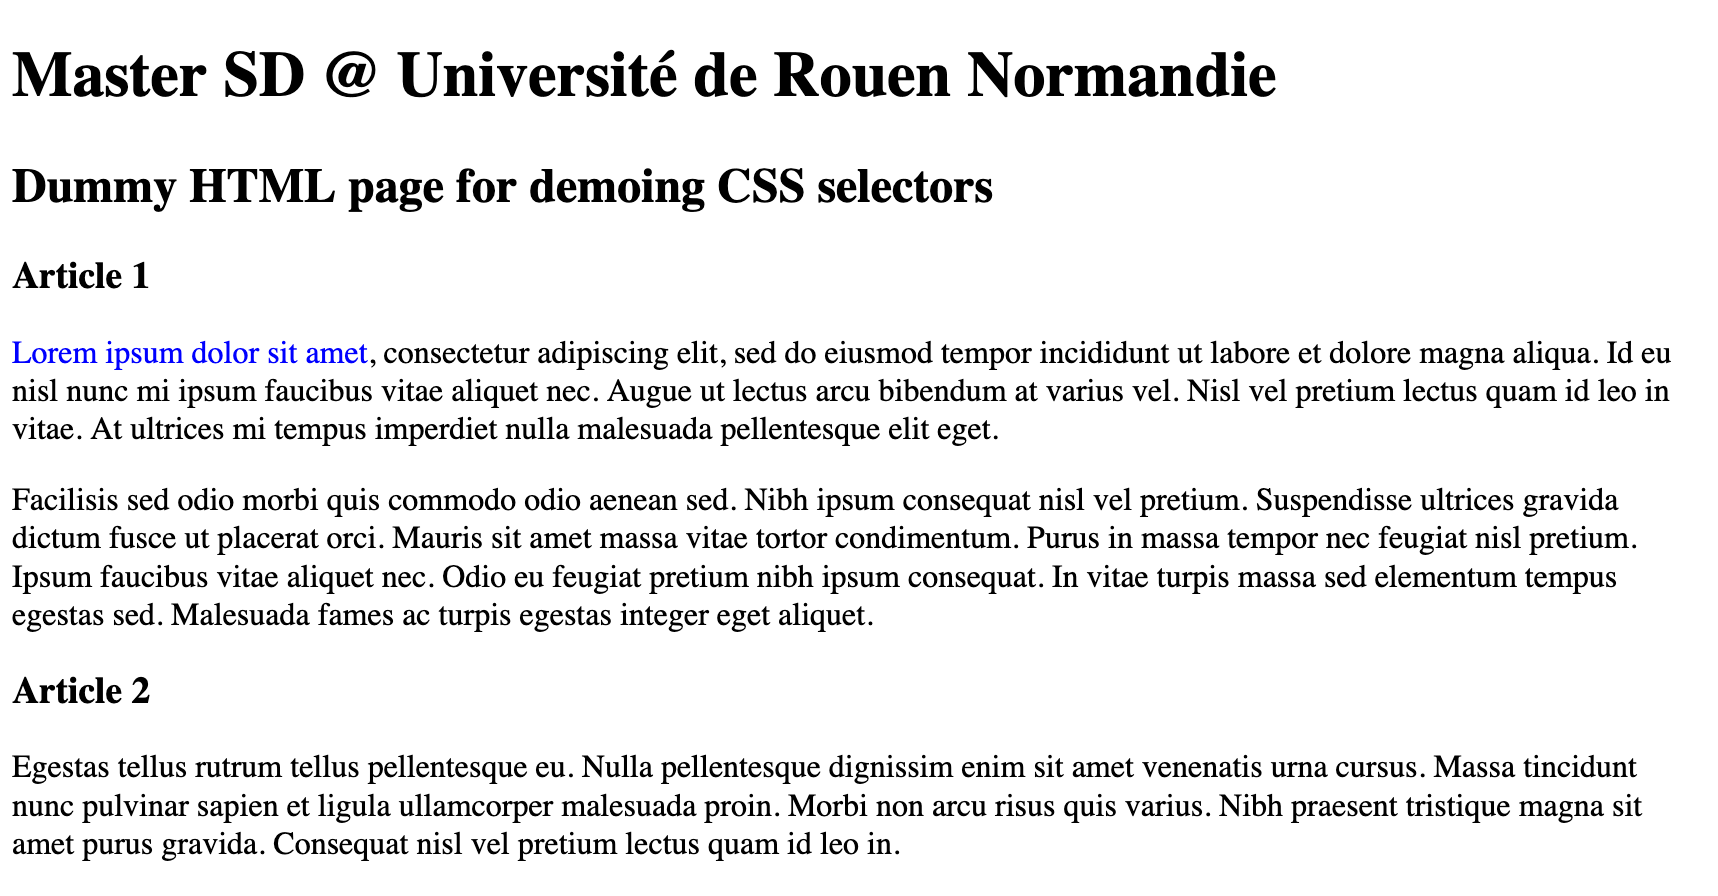 Master SD @ Université de Rouen Normandie
Dummy HTML page for demoing CSS selectors
Article 1
Lorem ipsum dolor sit amet, consectetur adipiscing elit, sed do eiusmod tempor incididunt ut labore et dolore magna aliqua. Id eu
nisl nunc mi ipsum faucibus vitae aliquet nec. Augue ut lectus arcu bibendum at varius vel. Nisl vel pretium lectus quam id leo in
vitae. At ultrices mi tempus imperdiet nulla malesuada pellentesque elit eget.
Facilisis sed odio morbi quis commodo odio aenean sed. Nibh ipsum consequat nisl vel pretium. Suspendisse ultrices gravida
dictum fusce ut placerat orci. Mauris sit amet massa vitae tortor condimentum. Purus in massa tempor nec feugiat nisl pretium.
Ipsum faucibus vitae aliquet nec. Odio eu feugiat pretium nibh ipsum consequat. In vitae turpis massa sed elementum tempus
egestas sed. Malesuada fames ac turpis egestas integer eget aliquet.
Article 2
Egestas tellus rutrum tellus pellentesque eu. Nulla pellentesque dignissim enim sit amet venenatis urna cursus. Massa tincidunt
nunc pulvinar sapien et ligula ullamcorper malesuada proin. Morbi non arcu risus quis varius. Nibh praesent tristique magna sit
amet purus gravida. Consequat nisl vel pretium lectus quam id leo in.